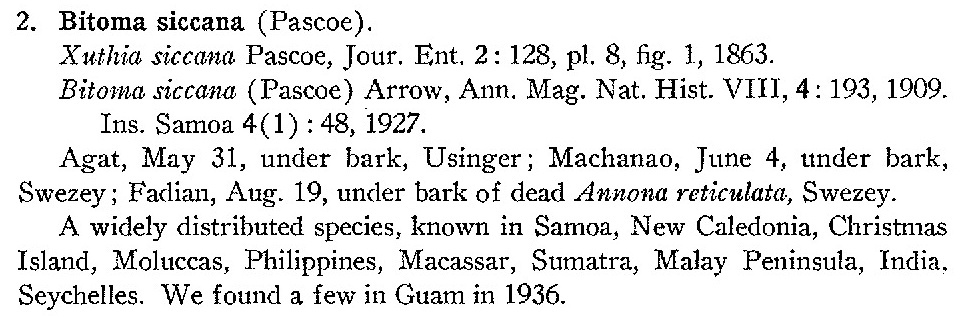 2. Bitoma siccana (Pascoe).
Xuthia siccana Pascoe, Jour. Ent. 2: 128, pl. 8, fig. 1, 1863.
Bitoma siccana (Pascoe) Arrow, Ann. Mag. Nat. Hist. VIII, 4: 193, 1909.
Ins. Samoa 4(1) : 48, 1927.
Agat, May 31, under bark, Usinger; Machanao, June 4, under bark,
Swezey; Fadian, Aug. 19, under bark of dead Annona reticulata, Swezey.
A widely distributed species, known in Samoa, New Caledonia, Christmas
Island, Moluccas, Philippines, Macassar, Sumatra, Malay Peninsula, India,
Seychelles. We found a few in Guam in 1936.